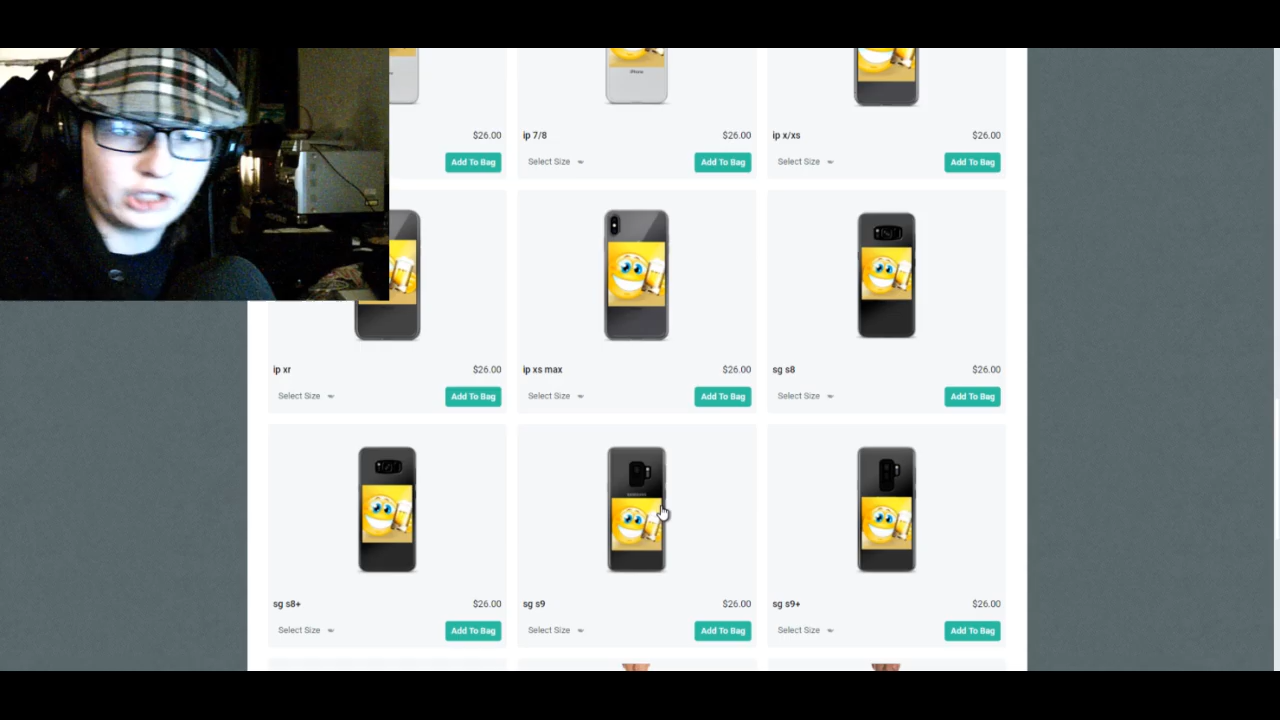 iPhone
$26.00
ip 7/8
$26.00
ip x/xs
$26.00
Add To Bag
Select Size
Add To Bag
Select Size
Add To Bag
ip xr
$26.00
ip xs max
$26.00
sg s8
$26.00
Select Size
Add To Bag
Select Size
Add To Bag
Select Size
Add To Bag
SAMSUNG
sg s8+
$26.00
sg s9
$26.00
sg s9+
$26.00
Select Size
Add To Bag
Select Size
Add To Bag
Select Size
Add To Bag